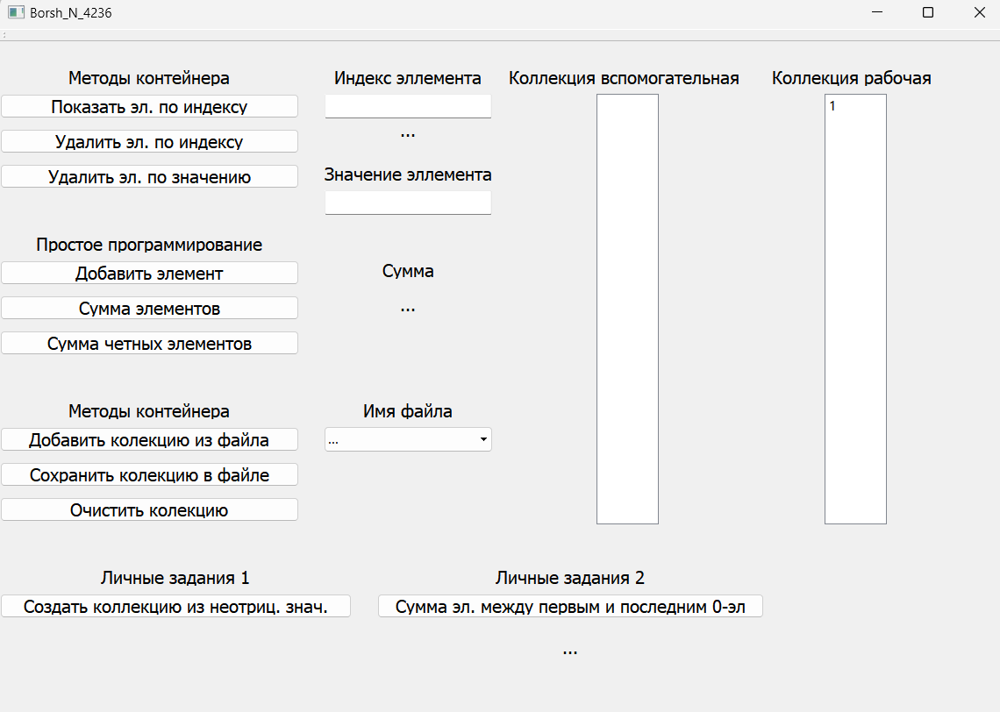 Borsh_N_4236
Методы контейнера
Показать эл. по индексу
Удалить эл. по индексу
Удалить эл. по значению
Индекс эллемента
...
Значение эллемента
Коллекция вспомогательная
Коллекция рабочая
1
Простое программирование
Добавить элемент
Сумма элементов
Сумма четных элементов
Сумма
...
Методы контейнера
Добавить колекцию из файла
Сохранить колекцию в файле
Очистить колекцию
Имя файла
...
Личные задания 1
Создать коллекцию из неотриц. знач.
Личные задания 2
Сумма эл. между первым и последним 0-эл
...